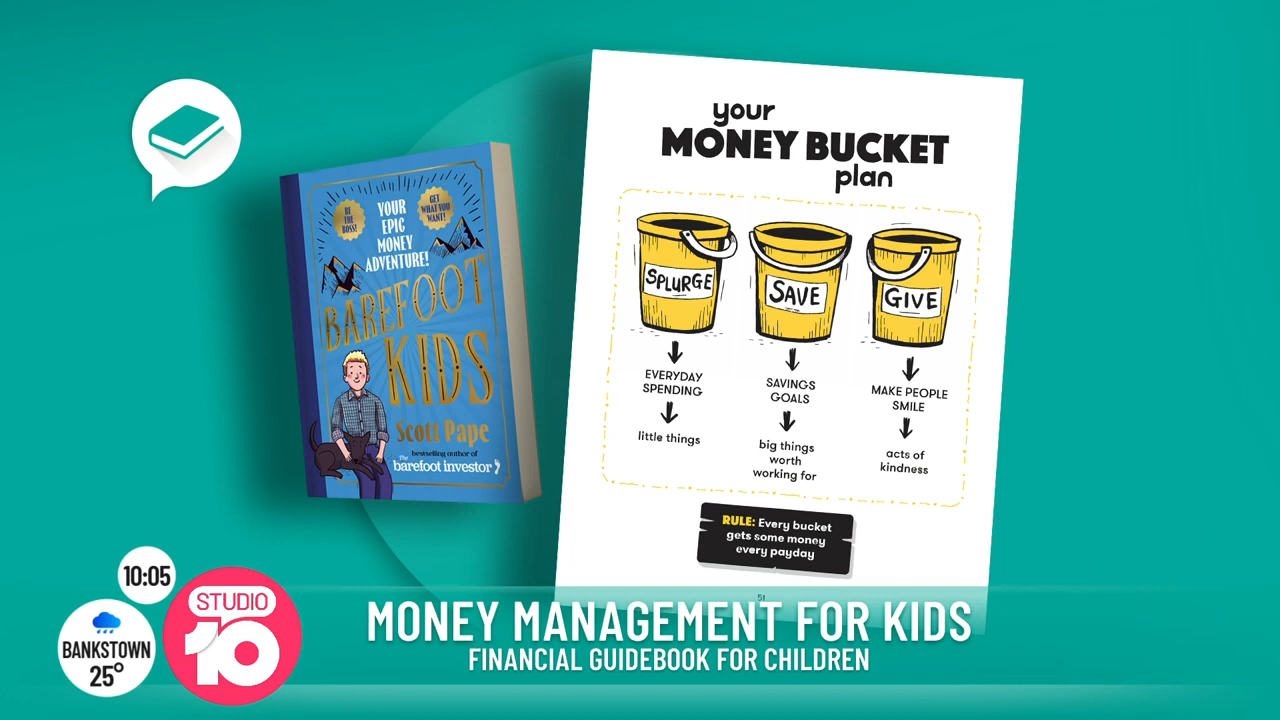 BE
THE
BOSS!
YOUR
EPIC
MONEY
ADVENTURE!
GET
WHAT YOU
WANT!
BAREFOOT
KIDS
Scott Pape
bestselling author of
The
barefoot investor
your
MONEY BUCKET
plan
SPLURGE
SAVE
GIVE
EVERYDAY
SPENDING
little things
SAVINGS
GOALS
big things
worth
working for
MAKE PEOPLE
SMILE
acts of
kindness
RULE: Every bucket
gets some money
every payday
51
10:05
BANKSTOWN
25°
STUDIO
10
MONEY MANAGEMENT FOR KIDS
FINANCIAL GUIDEBOOK FOR CHILDREN